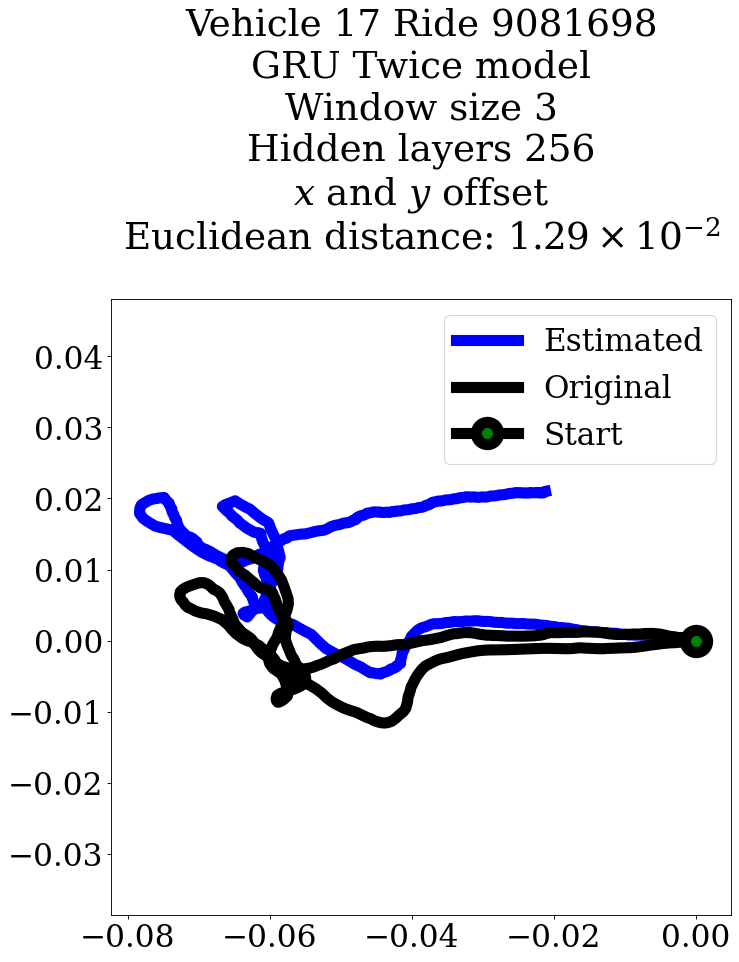 Vehicle 17 Ride 9081698
GRU Twice model
Window size 3
Hidden layers 256
x and y offset
Euclidean distance: 1.29 × 10⁻²
Estimated
Original
Start
0.04
0.03
0.02
0.01
0.00
−0.01
−0.02
−0.03
−0.08 −0.06 −0.04 −0.02 0.00